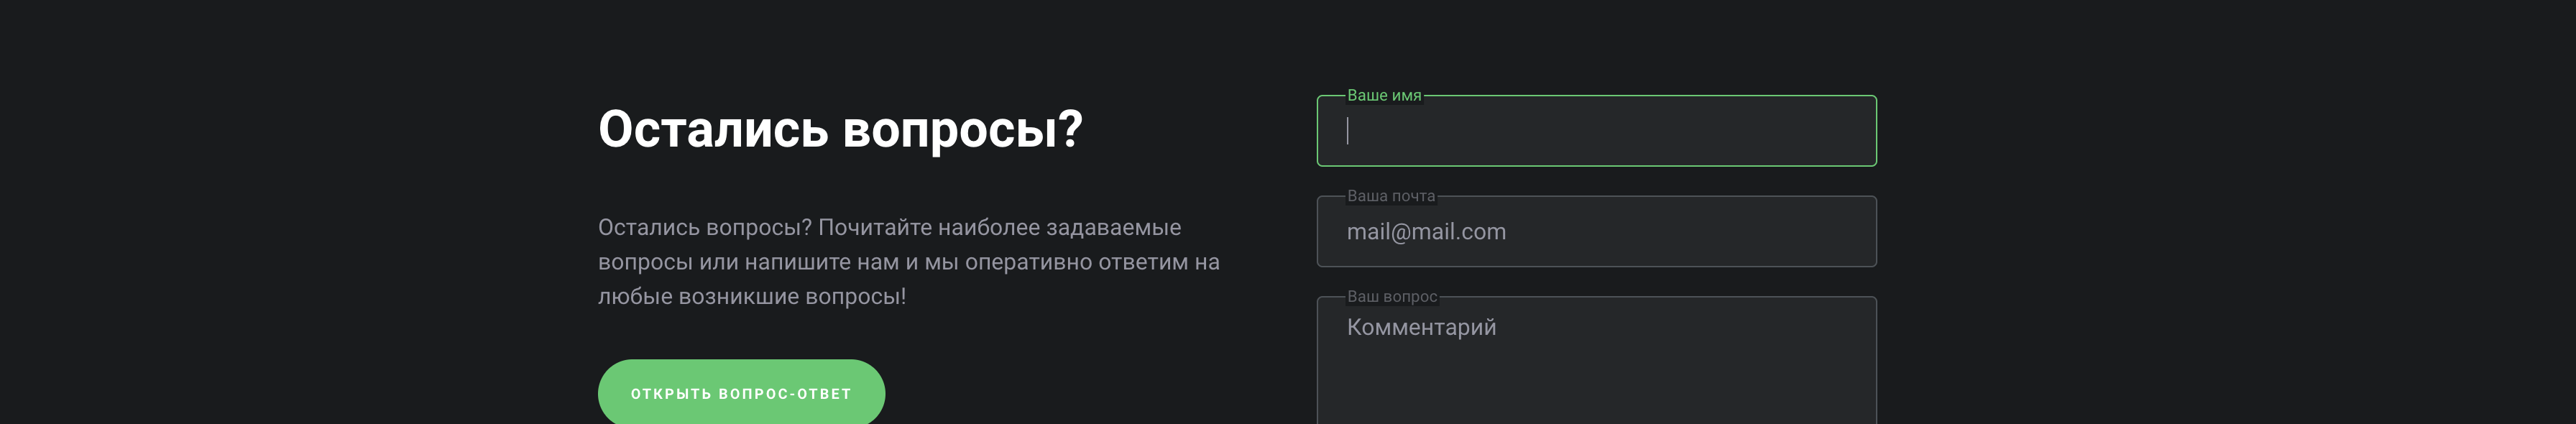 Остались вопросы?
Остались вопросы? Почитайте наиболее задаваемые
вопросы или напишите нам и мы оперативно ответим на
любые возникшие вопросы!
ОТКРЫТЬ ВОПРОС-ОТВЕТ
Ваше имя
Ваша почта
mail@mail.com
Ваш вопрос
Комментарий